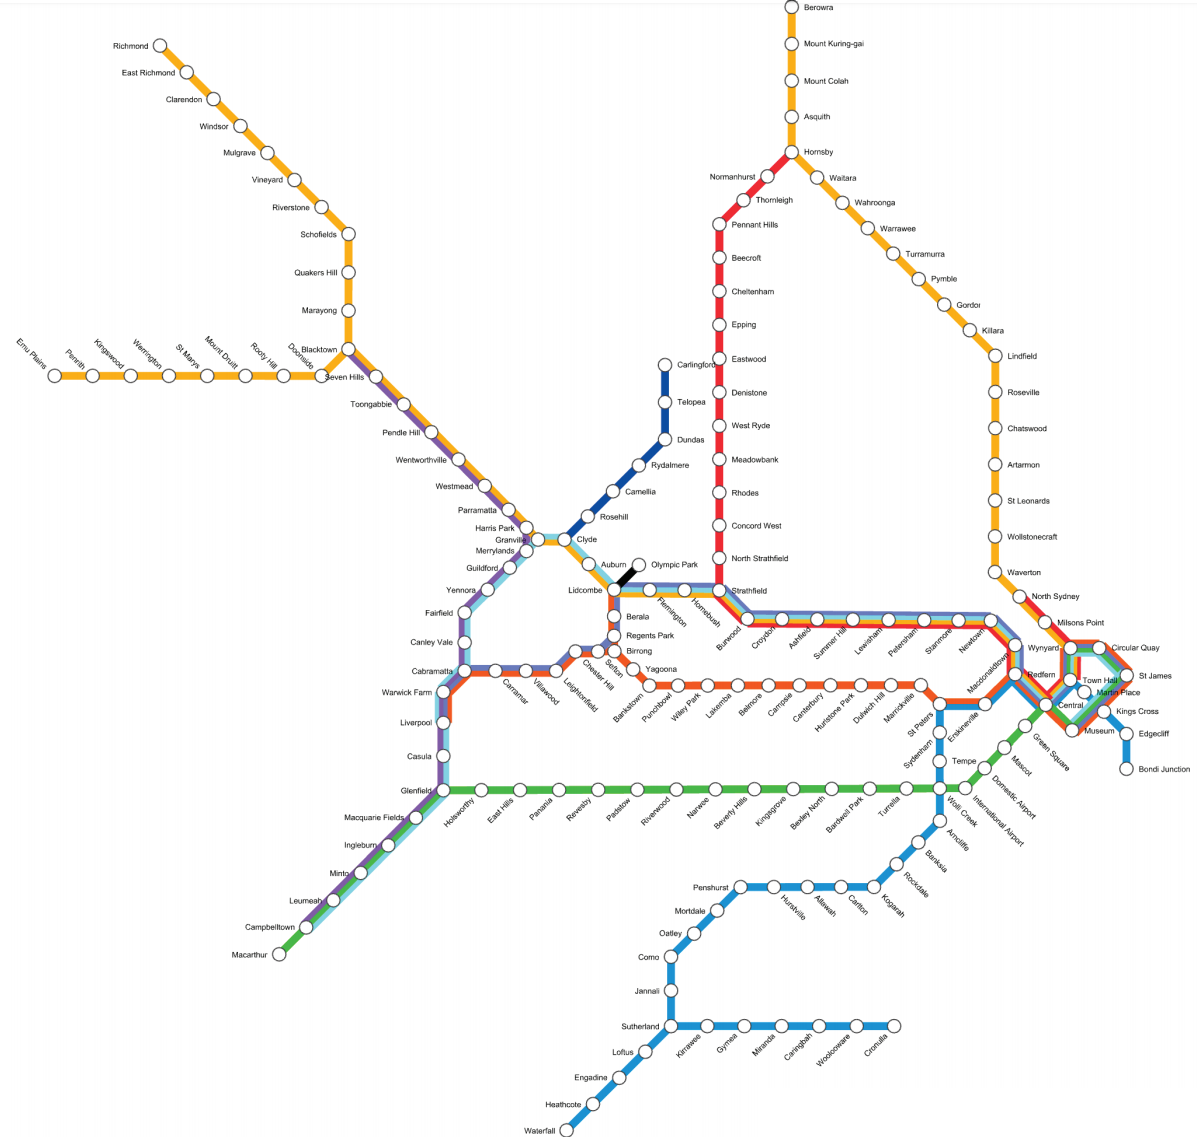 Berowra
Mount Kuring-gai
Mount Colah
Asquith
Hornsby
Normanhurst
Thornleigh
Pennant Hills
Beecroft
Cheltenham
Epping
Eastwood
Denistone
West Ryde
Meadowbank
Rhodes
Concord West
North Strathfield
Strathfield
Waitara
Wahroonga
Warrawee
Turramurra
Pymble
Gordor
Killara
Lindfield
Roseville
Chatswood
Artarmon
St Leonards
Wollstonecraft
Waverton
North Sydney
Milsons Point
Wynyard
Circular Quay
St James
Town Hall
Martin Place
Kings Cross
Central
Museum
Edgecliff
Bondi Junction
Richmond
East Richmond
Clarendon
Windsor
Mulgrave
Vineyard
Riverstone
Schofields
Quakers Hill
Marayong
Blacktown
Emu Plains
Penrith
Kingswood
Werrington
St Marys
Mount Druitt
Rooty Hill
Doonside
Seven Hills
Toongabbie
Pendle Hill
Wentworthville
Westmead
Parramatta
Harris Park
Granville
Merrylands
Guildford
Yennora
Fairfield
Canley Vale
Cabramatta
Warwick Farm
Liverpool
Casula
Glenfield
Macquarie Fields
Ingleburn
Minto
Leumeah
Campbelltown
Macarthur
Carlingford
Telopea
Dundas
Rydalmere
Camellia
Rosehill
Clyde
Auburn
Olympic Park
Lidcombe
Flemington
Homebush
Burwood
Croydon
Ashfield
Summer Hill
Lewisham
Petersham
Stanmore
Newtown
Macdonaldtown
Redfern
Berala
Regents Park
Birrong
Sefton
Chester Hill
Leightonfield
Villawood
Carramar
Yagoona
Bankstown
Punchbowl
Wiley Park
Lakemba
Belmore
Campsie
Canterbury
Hurlstone Park
Dulwich Hill
Marrickville
St Peters
Erskineville
Sydenham
Tempe
Holsworthy
East Hills
Panania
Revesby
Padstow
Riverwood
Narwee
Beverly Hills
Kingsgrove
Bexley North
Bardwell Park
Turrella
Wolli Creek
International Airport
Domestic Airport
Mascot
Green Square
Arncliffe
Banksia
Rockdale
Kogarah
Carlton
Allawah
Hurstville
Penshurst
Mortdale
Oatley
Como
Jannali
Sutherland
Kirrawee
Gymea
Miranda
Caringbah
Woolooware
Cronulla
Loftus
Engadine
Heathcote
Waterfall